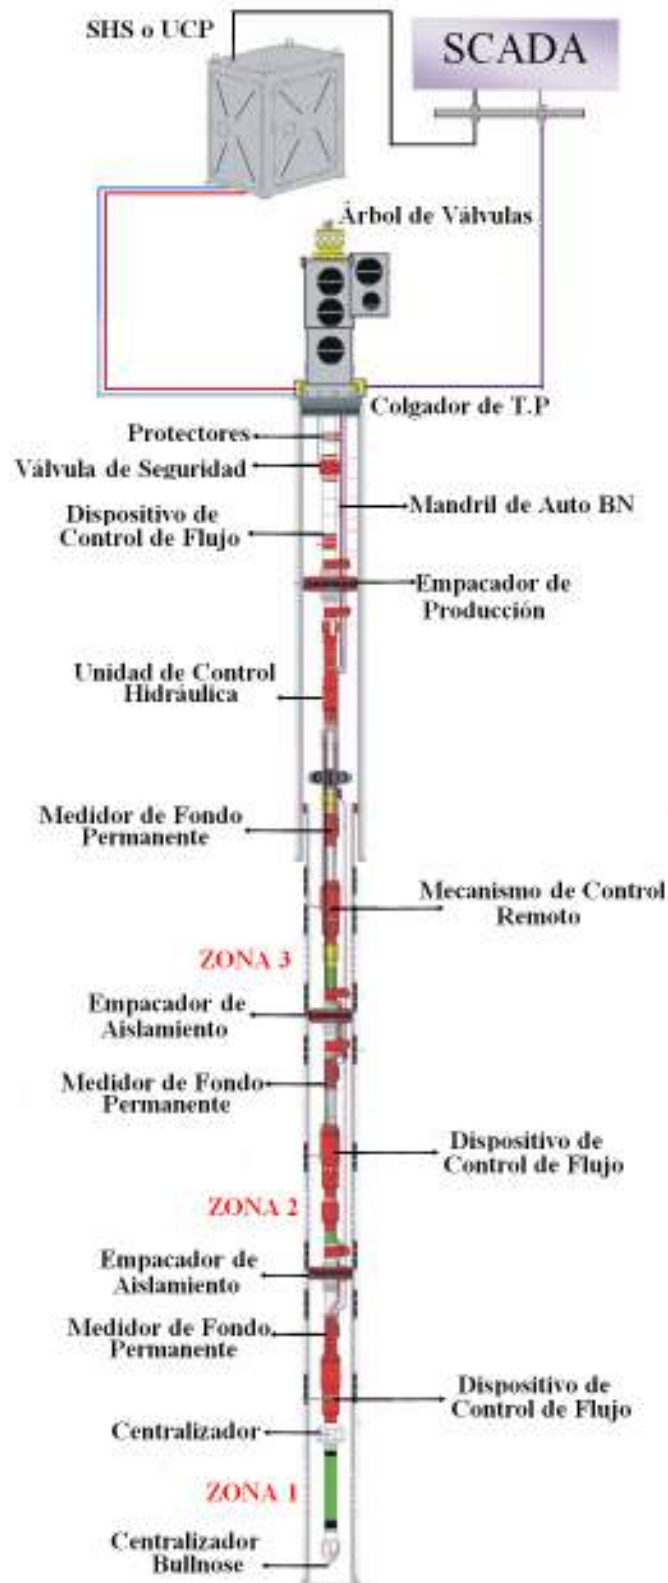 SHS o UCP
SCADA
Árbol de Válvulas
Colgador de T.P
Protectores
Válvula de Seguridad
Mandril de Auto BN
Dispositivo de
Control de Flujo
Empacador de
Producción
Unidad de Control
Hidráulica
Medidor de Fondo
Permanente
Mecanismo de Control
Remoto
ZONA 3
Empacador de
Aislamiento
Medidor de Fondo
Permanente
Dispositivo de
Control de Flujo
ZONA 2
Empacador de
Aislamiento
Medidor de Fondo
Permanente
Dispositivo de
Control de Flujo
Centralizador
ZONA 1
Centralizador
Bullnose